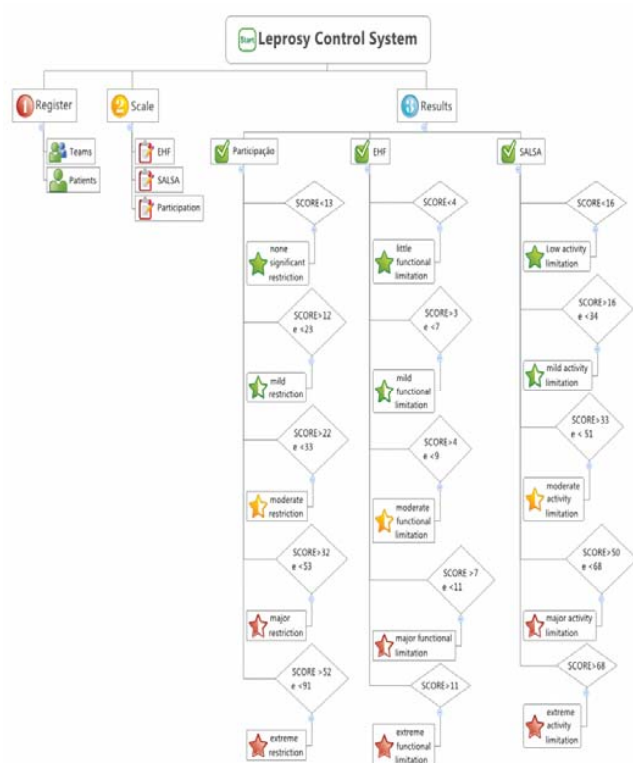 Start
Leprosy Control System
1 Register
2 Scale
3 Results
Teams
Patients
EHF
SALSA
Participation
Participação
SCORE<13
none
significant
restriction
SCORE>12
e <23
mild
restriction
SCORE>22
e <33
moderate
restriction
SCORE>32
e <53
major
restriction
SCORE >52
e <91
extreme
restriction
EHF
SCORE<4
little
functional
limitation
SCORE>3
e <7
mild
functional
limitation
SCORE>4
e <9
moderate
functional
limitation
SCORE >7
e <11
major functional
limitation
SCORE>11
extreme
functional
limitation
SALSA
SCORE<16
Low activity
limitation
SCORE>16
e <34
mild activity
limitation
SCORE>33
e < 51
moderate
activity
limitation
SCORE>50
e <68
major activity
limitation
SCORE>68
extreme
activity
limitation